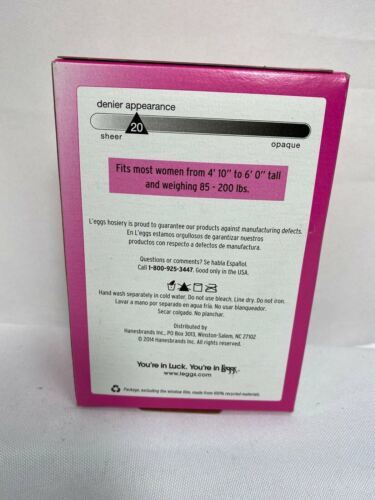 denier appearance
20
sheer
opaque
Fits most women from 4' 10" to 6' 0" tall
and weighing 85 - 200 lbs.
L'eggs hosiery is proud to guarantee our products against manufacturing defects.
En L'eggs estamos orgullosos de garantizar nuestros
productos con respecto a defectos de manufactura.
Questions or comments? Se habla Español.
Call 1-800-925-3447. Good only in the USA.
Hand wash separately in cold water. Do not use bleach. Line dry. Do not iron.
Lavar a mano por separado en agua fría. No usar blanqueador.
Secar colgado. No planchar.
Distributed by
Hanesbrands Inc., PO Box 3013, Winston-Salem, NC 27102
© 2014 Hanesbrands Inc. All rights reserved.
You're in Luck. You're in L'eggs.
www.leggs.com
Package, excluding the window film, made from 100% recycled materials.